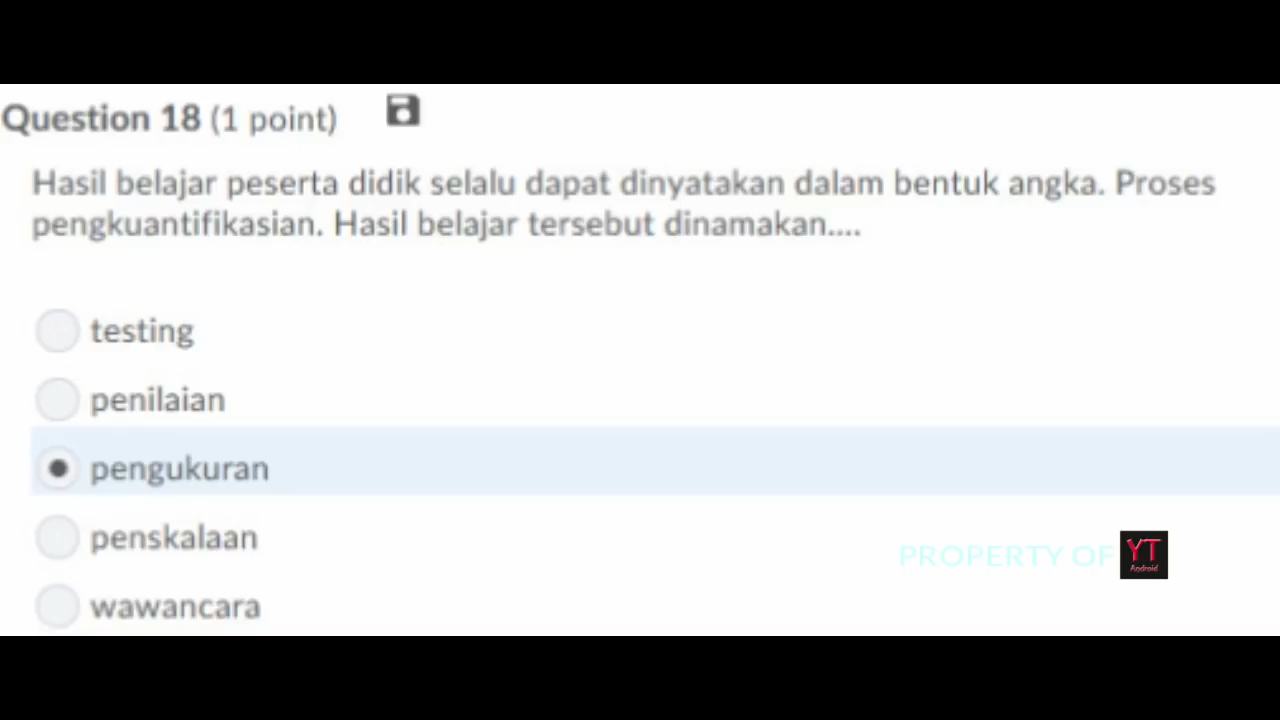 Question 18 (1 point)
Hasil belajar peserta didik selalu dapat dinyatakan dalam bentuk angka. Proses
pengkuantifikasian. Hasil belajar tersebut dinamakan....
testing
penilaian
pengukuran
penskalaan
PROPERTY OF YT
Android
wawancara